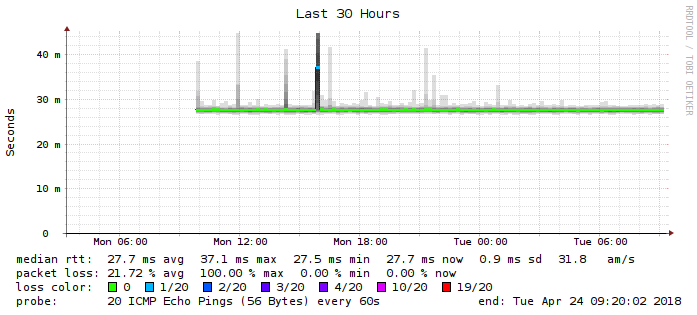 Last 30 Hours
RRDTOOL / TOBI OETIKER
Seconds
40 m
30 m
20 m
10 m
0
Mon 06:00 Mon 12:00 Mon 18:00 Tue 00:00 Tue 06:00
median rtt: 27.7 ms avg 37.1 ms max 27.5 ms min 27.7 ms now 0.9 ms sd 31.8 am/s
packet loss: 21.72 % avg 100.00 % max 0.00 % min 0.00 % now
loss color: 0 1/20 2/20 3/20 4/20 10/20 19/20
probe: 20 ICMP Echo Pings (56 Bytes) every 60s end: Tue Apr 24 09:20:02 2018